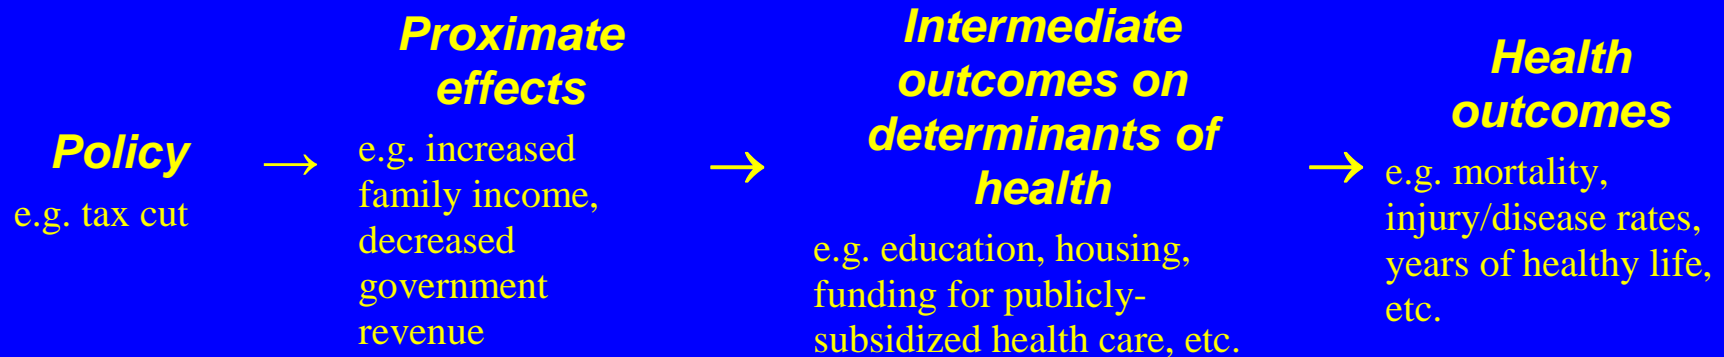 Policy
e.g. tax cut
→
Proximate
effects
e.g. increased
family income,
decreased
government
revenue
→
Intermediate
outcomes on
determinants of
health
e.g. education, housing,
funding for publicly-
subsidized health care, etc.
→
Health
outcomes
e.g. mortality,
injury/disease rates,
years of healthy life,
etc.